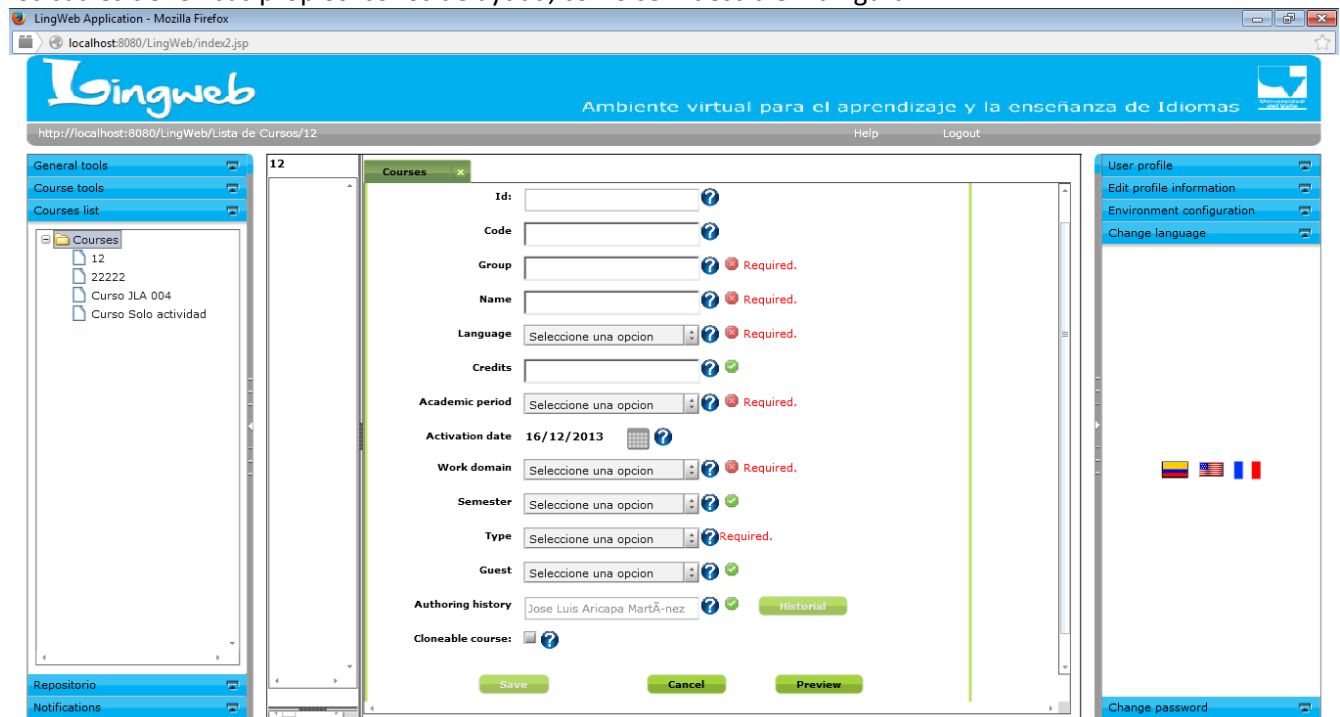 LingWeb Application - Mozilla Firefox
localhost:8080/LingWeb/index2.jsp
Lingweb
Ambiente virtual para el aprendizaje y la enseñanza de Idiomas
http://localhost:8080/LingWeb/Lista de Cursos/12
Help Logout
General tools
Course tools
Courses list
Courses
12
22222
Curso JLA 004
Curso Solo actividad
Repositorio
Notifications
12
Courses x
Id:
Code
Group Required.
Name Required.
Language Seleccione una opcion Required.
Credits
Academic period Seleccione una opcion Required.
Activation date 16/12/2013
Work domain Seleccione una opcion Required.
Semester Seleccione una opcion
Type Seleccione una opcion Required.
Guest Seleccione una opcion
Authoring history Jose Luis Aricapa MartÃ-nez Historial
Cloneable course:
Save Cancel Preview
User profile
Edit profile information
Environment configuration
Change language
Change password